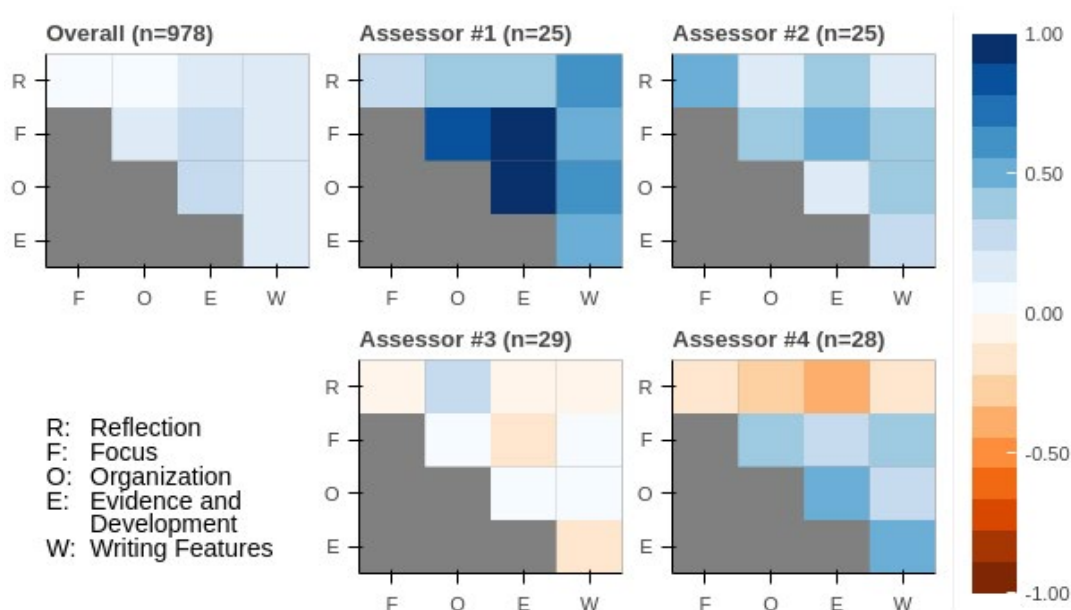 Overall (n=978)
Assessor #1 (n=25)
Assessor #2 (n=25)
R
F
O
E
F O E W
R
F
O
E
F O E W
R
F
O
E
F O E W
Assessor #3 (n=29)
Assessor #4 (n=28)
R
F
O
E
F O E W
R
F
O
E
F O E W
R: Reflection
F: Focus
O: Organization
E: Evidence and
Development
W: Writing Features
1.00
0.50
0.00
-0.50
-1.00